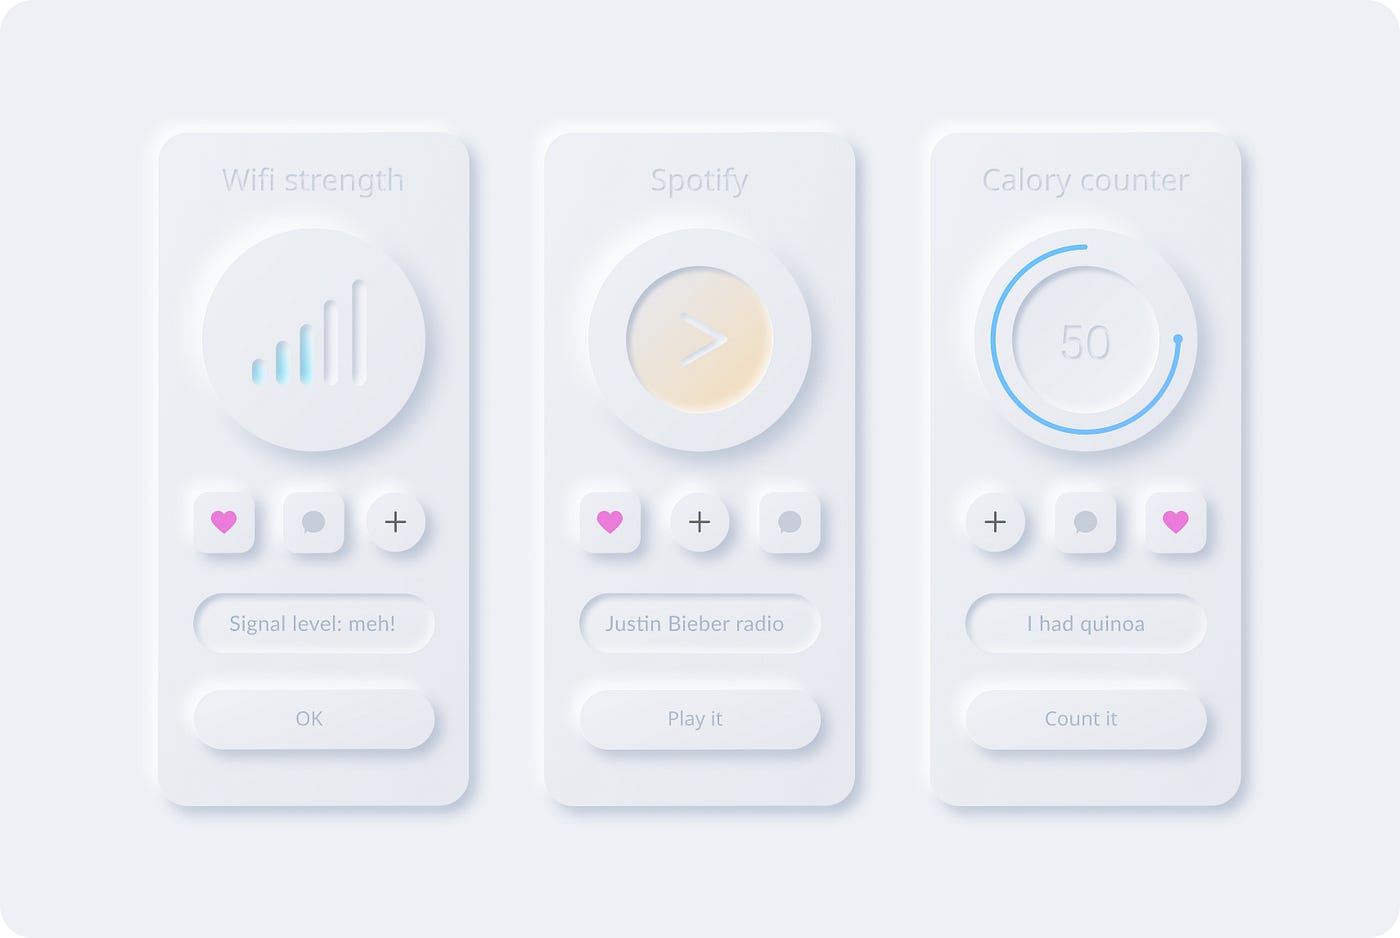 Wifi strength
Signal level: meh!
OK
Spotify
Justin Bieber radio
Play it
Calory counter
50
I had quinoa
Count it